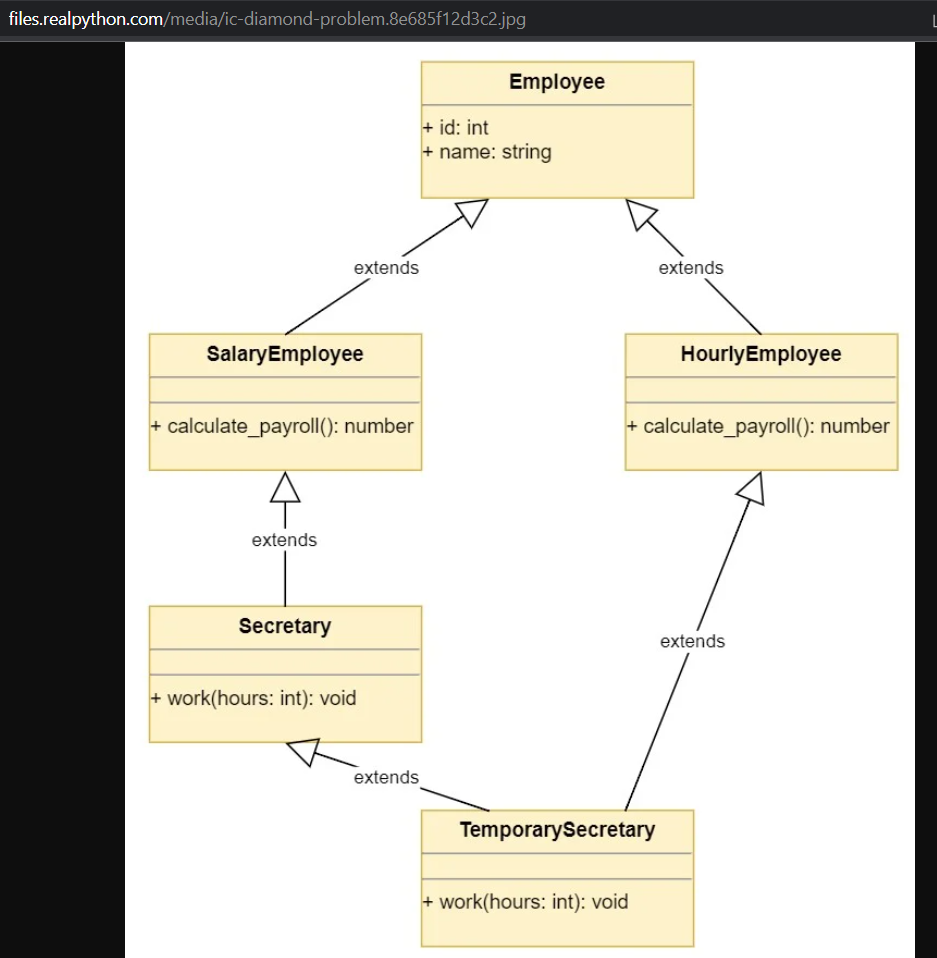 files.realpython.com/media/ic-diamond-problem.8e685f12d3c2.jpg
Employee
+ id: int
+ name: string
extends
extends
SalaryEmployee
+ calculate_payroll(): number
HourlyEmployee
+ calculate_payroll(): number
extends
Secretary
+ work(hours: int): void
extends
extends
TemporarySecretary
+ work(hours: int): void